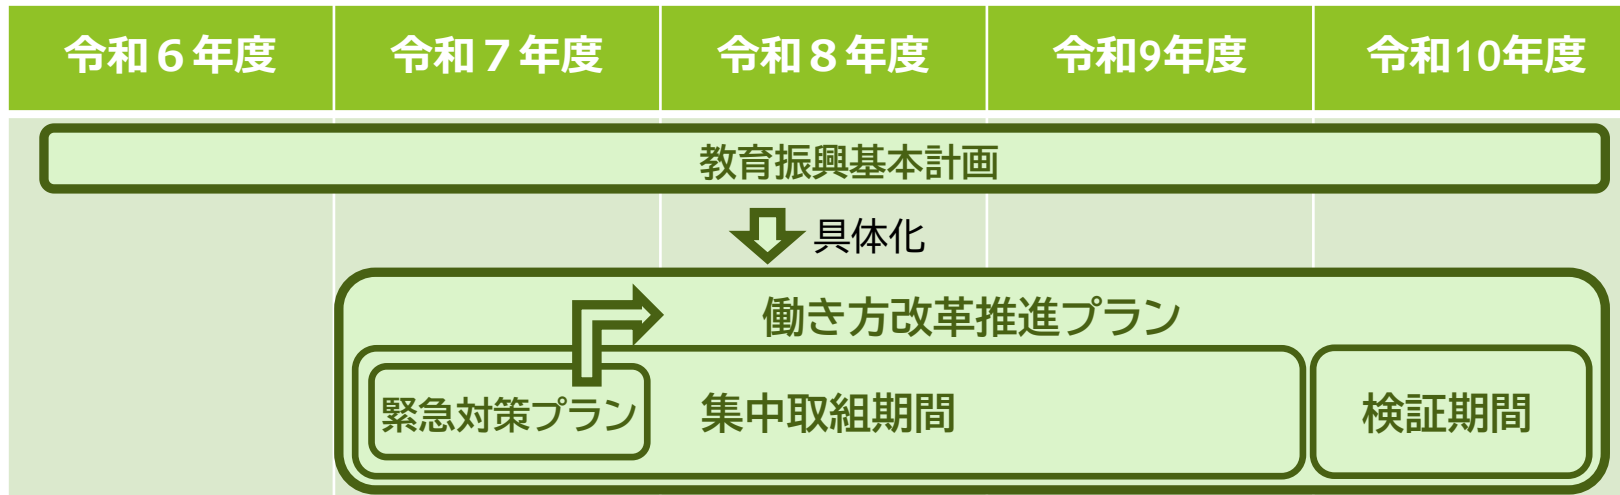 令和６年度
令和７年度
令和８年度
令和9年度
令和10年度
教育振興基本計画
具体化
働き方改革推進プラン
緊急対策プラン
集中取組期間
検証期間